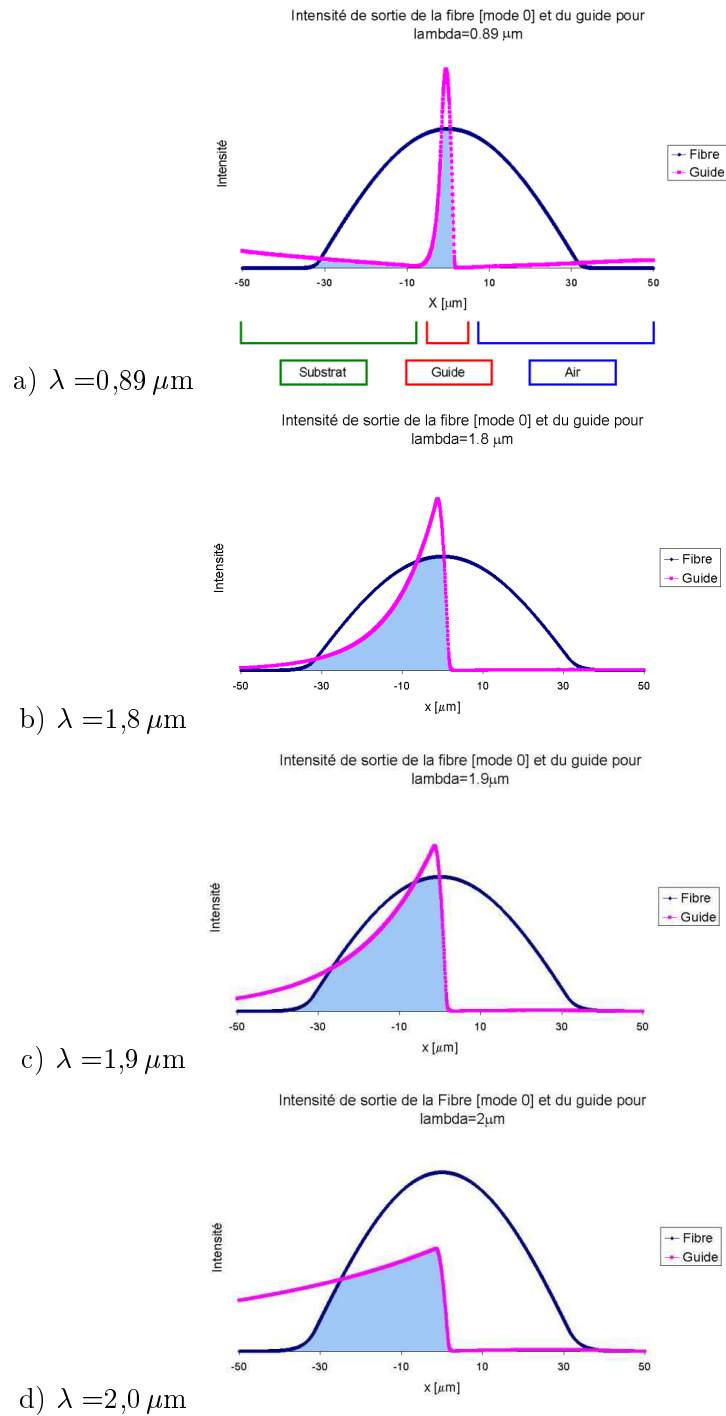 Intensité de sortie de la fibre [mode 0] et du guide pour
lambda=0.89 μm
Intensité
Fibre
Guide
-50 -30 -10 10 30 50
X [μm]
Substrat Guide Air
a) λ =0,89 μm
Intensité de sortie de la fibre [mode 0] et du guide pour
lambda=1.8 μm
Intensité
Fibre
Guide
-50 -30 -10 10 30 50
x [μm]
b) λ =1,8 μm
Intensité de sortie de la fibre [mode 0] et du guide pour
lambda=1.9μm
Intensité
Fibre
Guide
-50 -30 -10 10 30 50
x [μm]
c) λ =1,9 μm
Intensité de sortie de la Fibre [mode 0] et du guide pour
lambda=2μm
Intensité
Fibre
Guide
-50 -30 -10 10 30 50
x [μm]
d) λ =2,0 μm